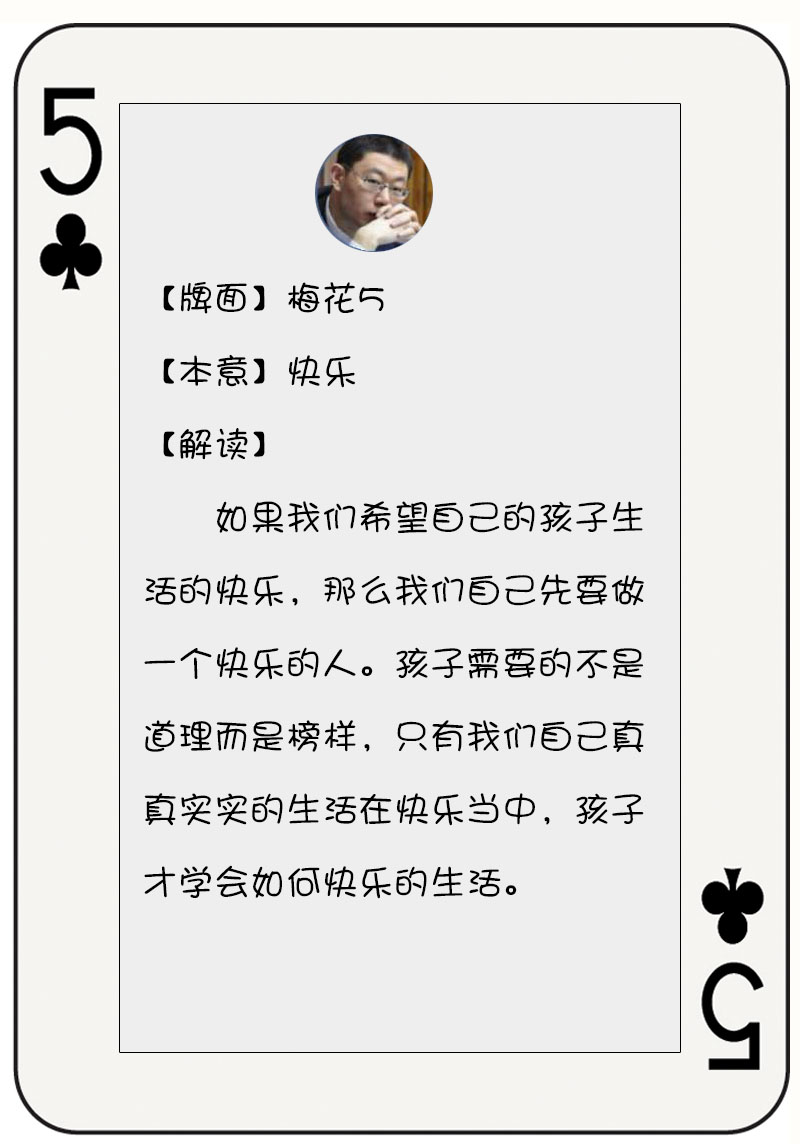 5
【牌面】梅花5
【本意】快乐
【解读】
如果我们希望自己的孩子生
活的快乐，那么我们自己先要做
一个快乐的人。孩子需要的不是
道理而是榜样，只有我们自己真
真实实的生活在快乐当中，孩子
才学会如何快乐的生活。
5